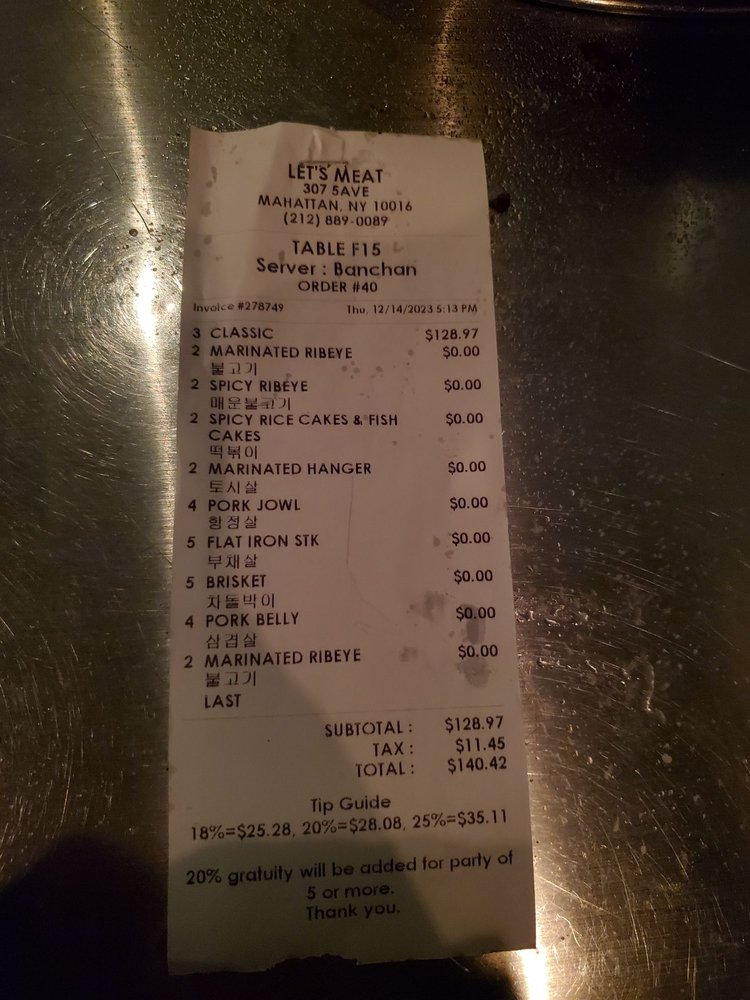 LET'S MEAT
307 5AVE
MAHATTAN, NY 10016
(212) 889-0089
TABLE F15
Server : Banchan
ORDER #40
Invoice #278749 Thu, 12/14/2023 5:13 PM
3 CLASSIC $128.97
2 MARINATED RIBEYE $0.00
불고기
2 SPICY RIBEYE $0.00
매운불고기
2 SPICY RICE CAKES & FISH $0.00
CAKES
떡볶이
2 MARINATED HANGER $0.00
토시살
4 PORK JOWL $0.00
항정살
5 FLAT IRON STK $0.00
부채살
5 BRISKET $0.00
차돌박이
4 PORK BELLY $0.00
삼겹살
2 MARINATED RIBEYE $0.00
불고기
LAST
SUBTOTAL : $128.97
TAX : $11.45
TOTAL : $140.42
Tip Guide
18%=$25.28, 20%=$28.08, 25%=$35.11
20% gratuity will be added for party of
5 or more.
Thank you.